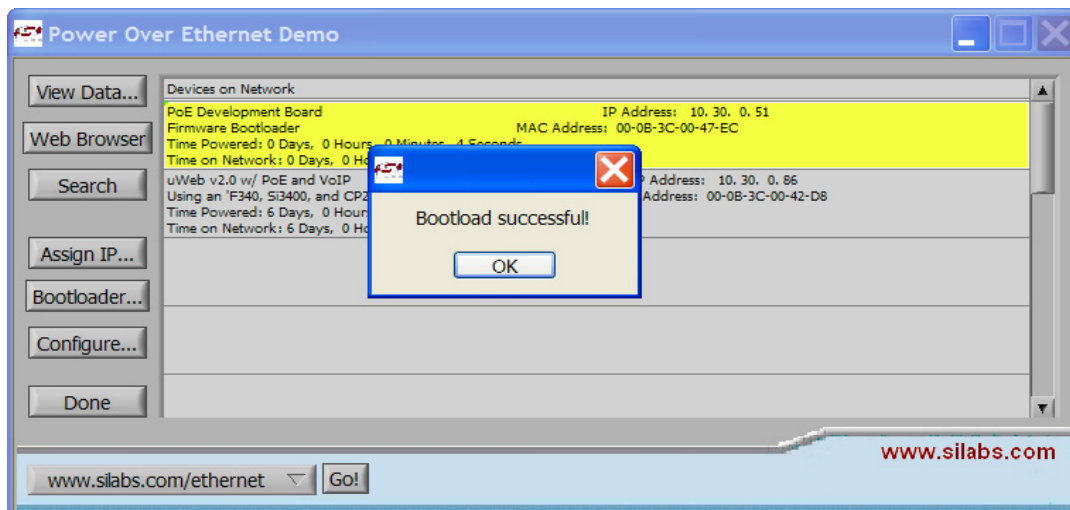 Power Over Ethernet Demo
View Data...
Web Browser
Search
Assign IP...
Bootloader...
Configure...
Done
Devices on Network
PoE Development Board IP Address: 10. 30. 0. 51
Firmware Bootloader MAC Address: 00-0B-3C-00-47-EC
Time Powered: 0 Days, 0 Hours, 0 Minutes, 4 Seconds
Time on Network: 0 Days, 0
uWeb v2.0 w/ PoE and VoIP Address: 10. 30. 0. 86
Using an 'F340, Si3400, and Address: 00-0B-3C-00-42-D8
Time Powered: 6 Days, 0
Time on Network: 6 Days, 0
Bootload successful!
OK
www.silabs.com
www.silabs.com/ethernet Go!